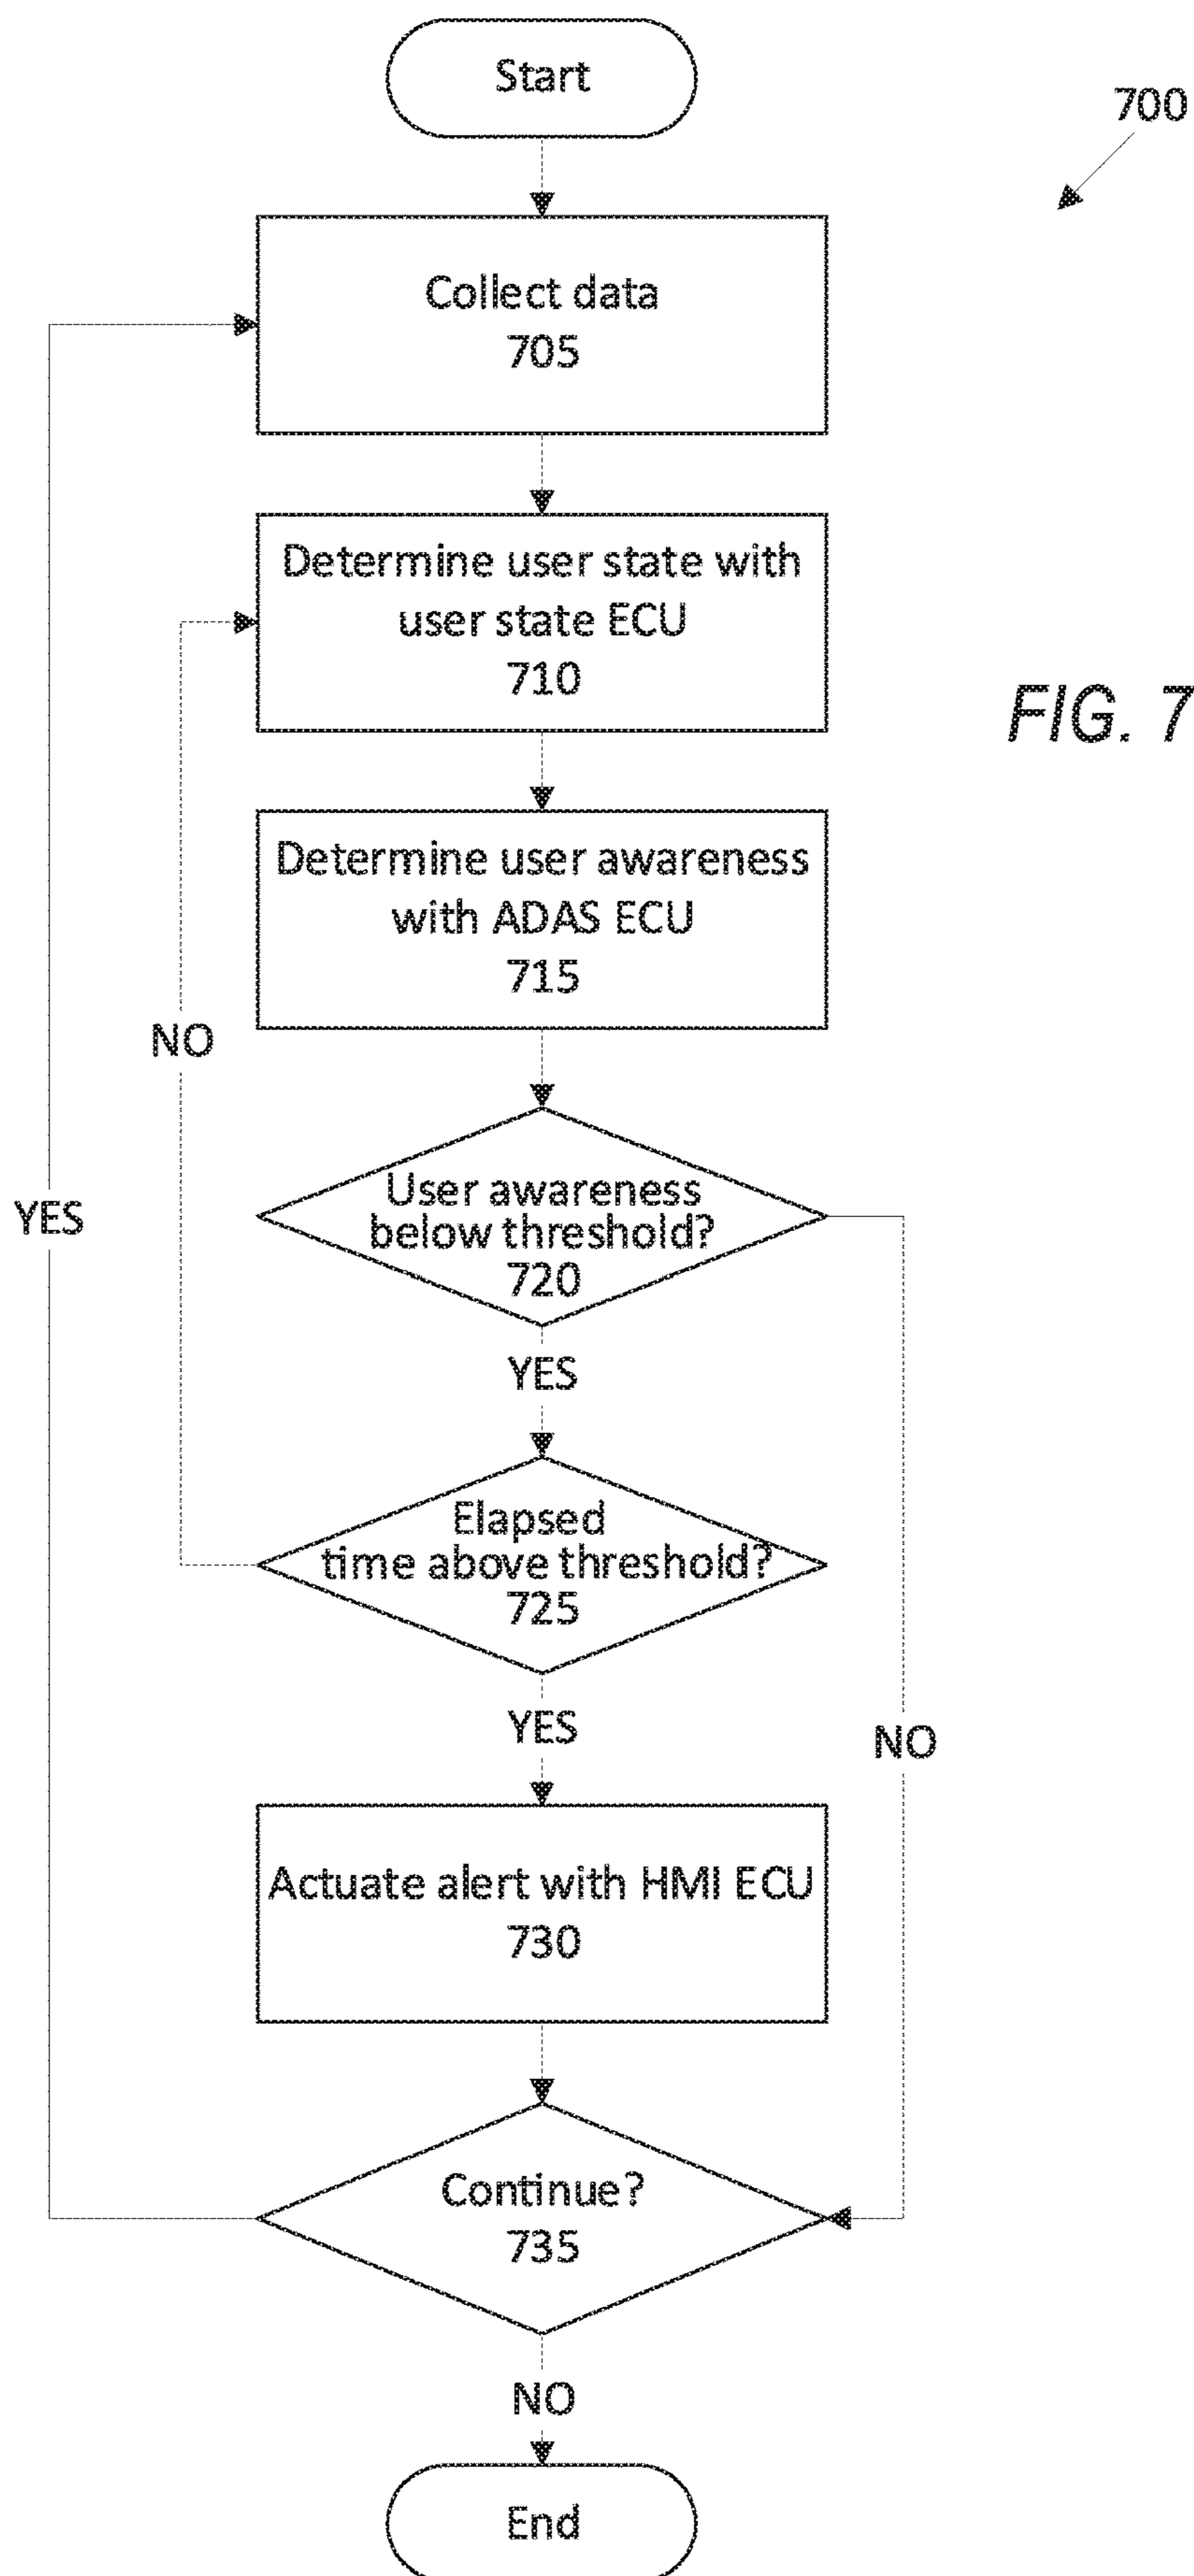 Start
700
Collect data
705
Determine user state with
user state ECU
710
FIG. 7
Determine user awareness
with ADAS ECU
715
NO
User awareness
below threshold?
720
YES
YES
Elapsed
time above threshold?
725
YES
NO
Actuate alert with HMI ECU
730
Continue?
735
NO
End